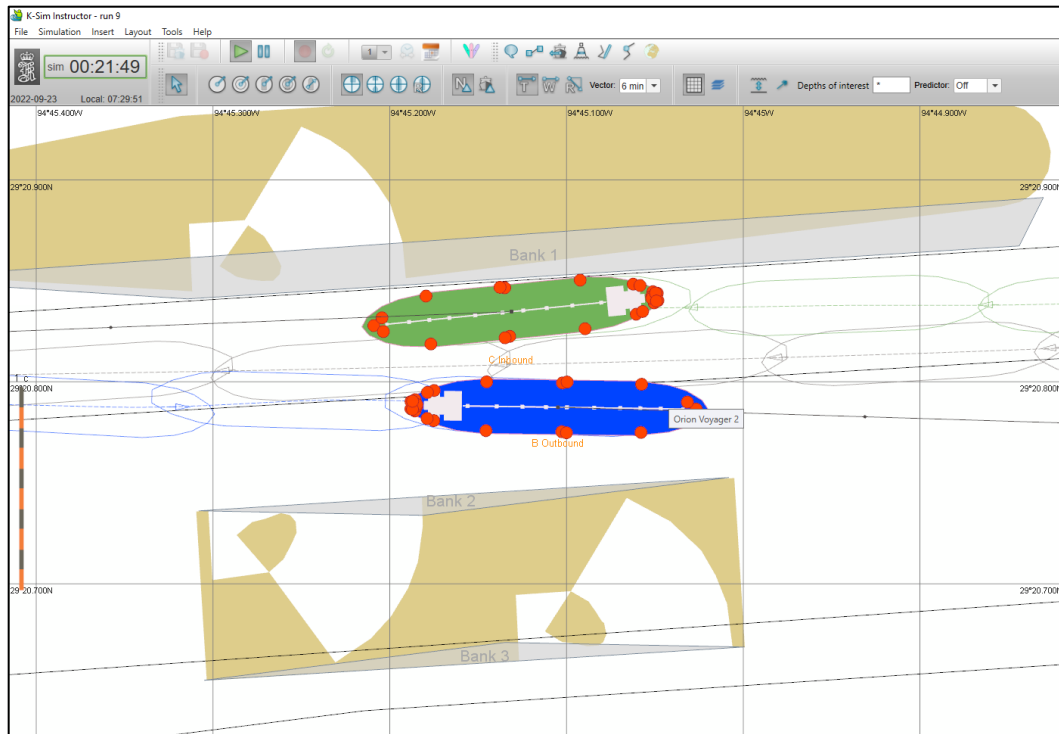 K-Sim Instructor - run 9
File Simulation Insert Layout Tools Help
sim 00:21:49
1
2022-09-23 Local: 07:29:51
N
T W R Vector: 6 min
Depths of interest *
Predictor: Off
94°45.400W 94°45.300W 94°45.200W 94°45.100W 94°45W 94°44.900W
29°20.900N 29°20.900N
Bank 1
C Inbound
1 c
29°20.800N 29°20.800N
Orion Voyager 2
B Outbound
Bank 2
29°20.700N 29°20.700N
Bank 3